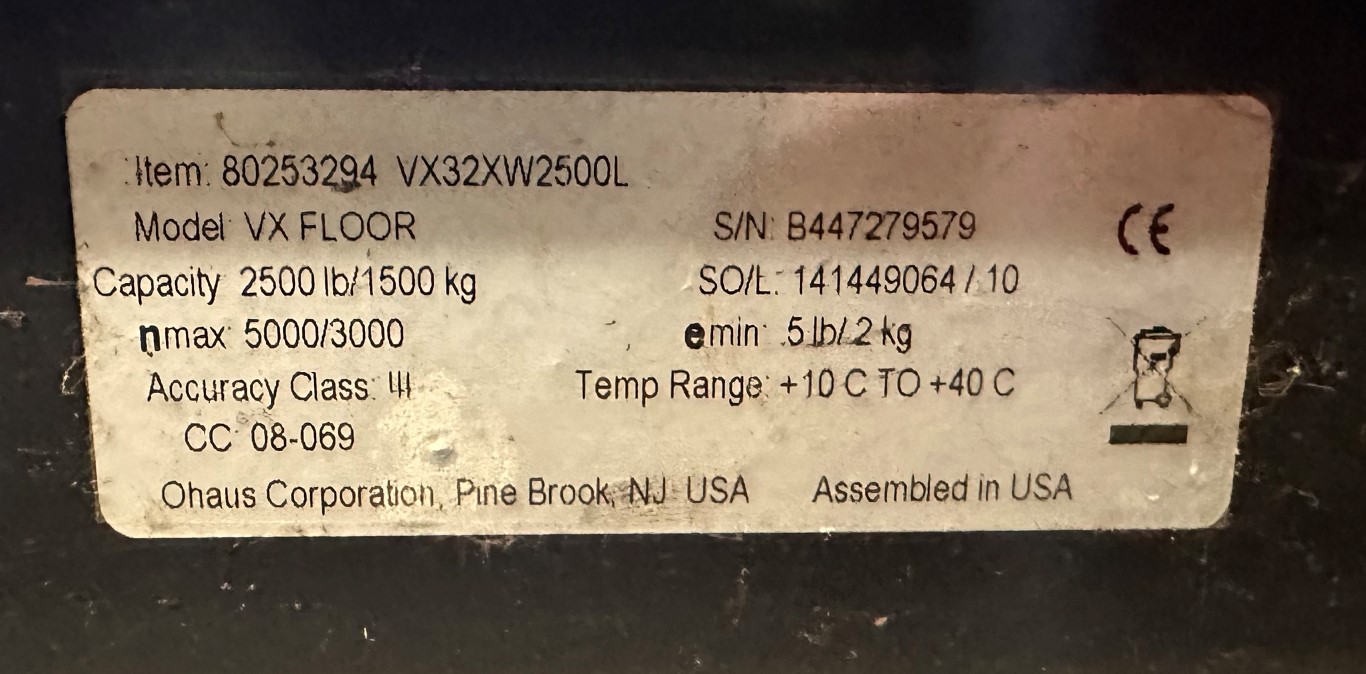 Item: 80253294 VX32XW2500L
Model: VX FLOOR S/N: B447279579
Capacity: 2500 lb/1500 kg SO/L: 141449064 / 10
nmax: 5000/3000 emin: .5 lb/.2 kg
Accuracy Class: III Temp Range: +10 C TO +40 C
CC: 08-069
Ohaus Corporation, Pine Brook, NJ USA Assembled in USA
CE